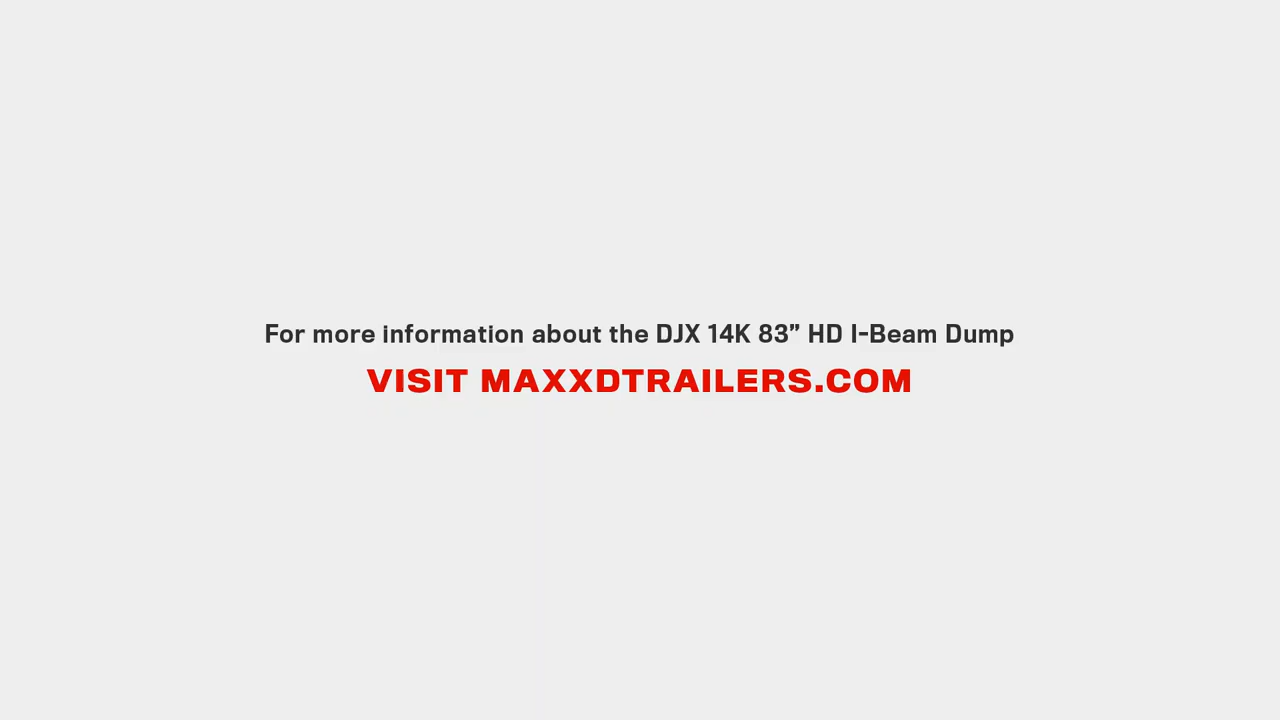 For more information about the DJX 14K 83” HD I-Beam Dump
VISIT MAXXDTRAILERS.COM